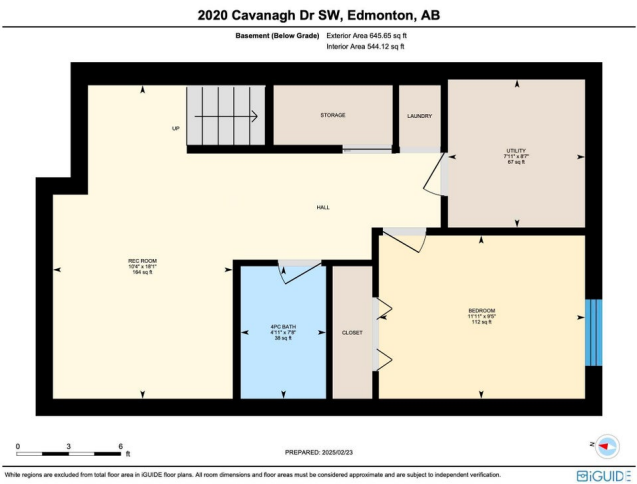 2020 Cavanagh Dr SW, Edmonton, AB
Basement (Below Grade) Exterior Area 645.65 sq ft
Interior Area 544.12 sq ft
STORAGE
LAUNDRY
UP
UTILITY
7'11" x 8'7"
67 sq ft
HALL
REC ROOM
10'4" x 18'1"
164 sq ft
BEDROOM
11'11" x 9'5"
112 sq ft
4PC BATH
4'11" x 7'8"
38 sq ft
CLOSET
0 3 6
ft
PREPARED: 2025/02/23
N
White regions are excluded from total floor area in iGUIDE floor plans. All room dimensions and floor areas must be considered approximate and are subject to independent verification.
iGUIDE